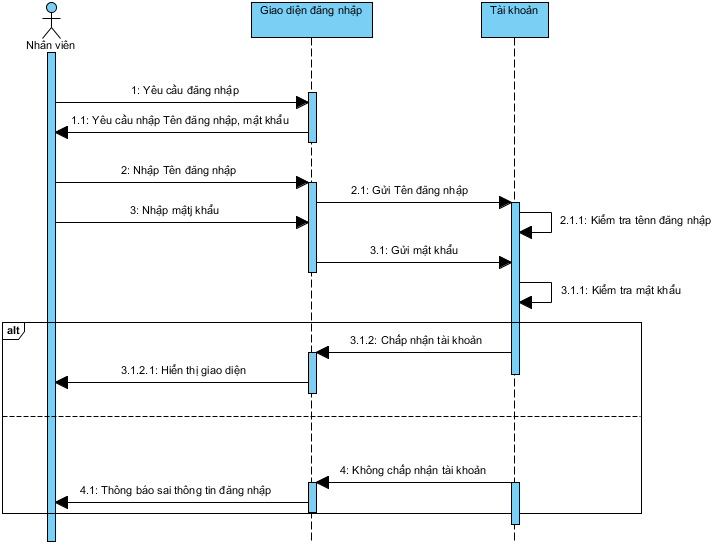 Giao diện đăng nhập
Tài khoản
Nhân viên
1: Yêu cầu đăng nhập
1.1: Yêu cầu nhập Tên đăng nhập, mật khẩu
2: Nhập Tên đăng nhập
2.1: Gửi Tên đăng nhập
3: Nhập mậtj khẩu
2.1.1: Kiểm tra tênn đăng nhập
3.1: Gửi mật khẩu
3.1.1: Kiểm tra mật khẩu
alt
3.1.2: Chấp nhận tài khoản
3.1.2.1: Hiển thị giao diện
4: Không chấp nhận tài khoản
4.1: Thông báo sai thông tin đăng nhập